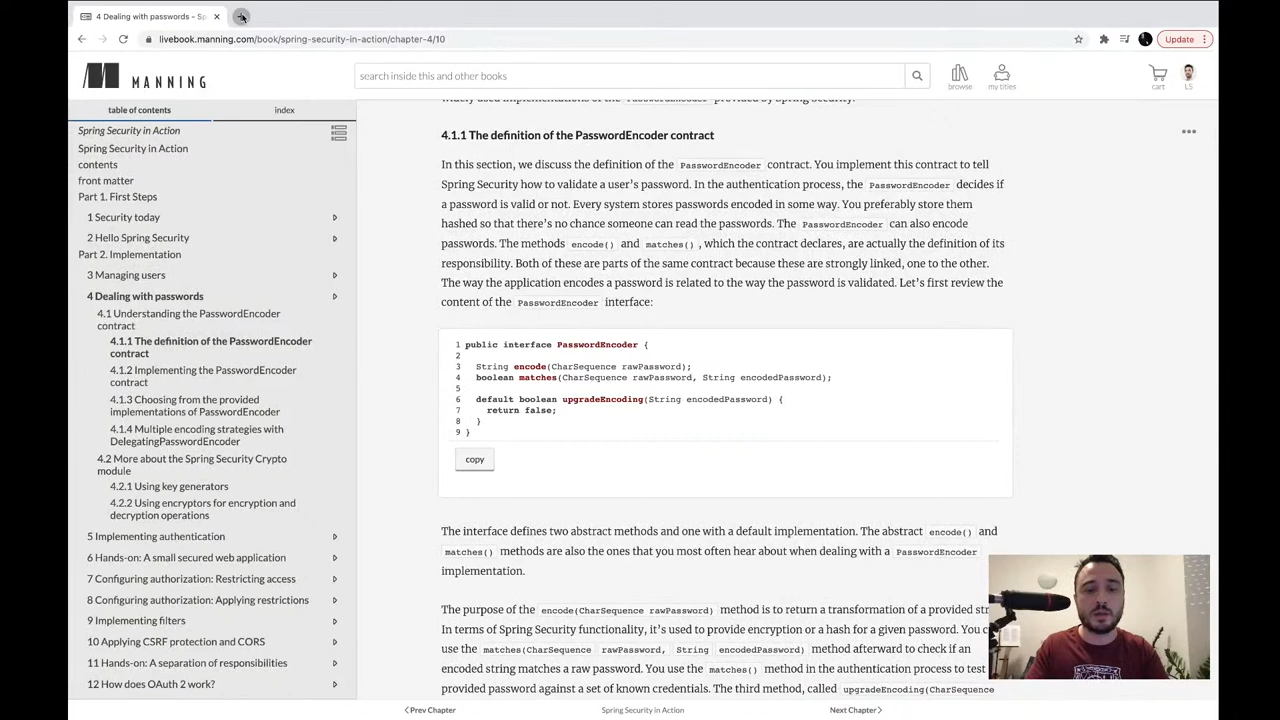 4 Dealing with passwords - Sp
livebook.manning.com/book/spring-security-in-action/chapter-4/10
Update
MANNING
search inside this and other books
browse
my titles
cart
LS
table of contents
index
Spring Security in Action
Spring Security in Action
contents
front matter
Part 1. First Steps
1 Security today
2 Hello Spring Security
Part 2. Implementation
3 Managing users
4 Dealing with passwords
4.1 Understanding the PasswordEncoder
contract
4.1.1 The definition of the PasswordEncoder
contract
4.1.2 Implementing the PasswordEncoder
contract
4.1.3 Choosing from the provided
implementations of PasswordEncoder
4.1.4 Multiple encoding strategies with
DelegatingPasswordEncoder
4.2 More about the Spring Security Crypto
module
4.2.1 Using key generators
4.2.2 Using encryptors for encryption and
decryption operations
5 Implementing authentication
6 Hands-on: A small secured web application
7 Configuring authorization: Restricting access
8 Configuring authorization: Applying restrictions
9 Implementing filters
10 Applying CSRF protection and CORS
11 Hands-on: A separation of responsibilities
12 How does OAuth 2 work?
widely used implementations of the PasswordEncoder provided by Spring Security.
4.1.1 The definition of the PasswordEncoder contract
In this section, we discuss the definition of the PasswordEncoder contract. You implement this contract to tell
Spring Security how to validate a user's password. In the authentication process, the PasswordEncoder decides if
a password is valid or not. Every system stores passwords encoded in some way. You preferably store them
hashed so that there's no chance someone can read the passwords. The PasswordEncoder can also encode
passwords. The methods encode() and matches(), which the contract declares, are actually the definition of its
responsibility. Both of these are parts of the same contract because these are strongly linked, one to the other.
The way the application encodes a password is related to the way the password is validated. Let's first review the
content of the PasswordEncoder interface:
1 public interface PasswordEncoder {
2
3 String encode(CharSequence rawPassword);
4 boolean matches(CharSequence rawPassword, String encodedPassword);
5
6 default boolean upgradeEncoding(String encodedPassword) {
7 return false;
8 }
9 }
copy
The interface defines two abstract methods and one with a default implementation. The abstract encode() and
matches() methods are also the ones that you most often hear about when dealing with a PasswordEncoder
implementation.
The purpose of the encode(CharSequence rawPassword) method is to return a transformation of a provided str
In terms of Spring Security functionality, it's used to provide encryption or a hash for a given password. You c
use the matches(CharSequence rawPassword, String encodedPassword) method afterward to check if an
encoded string matches a raw password. You use the matches() method in the authentication process to test
provided password against a set of known credentials. The third method, called upgradeEncoding(CharSequence
Prev Chapter
Spring Security in Action
Next Chapter